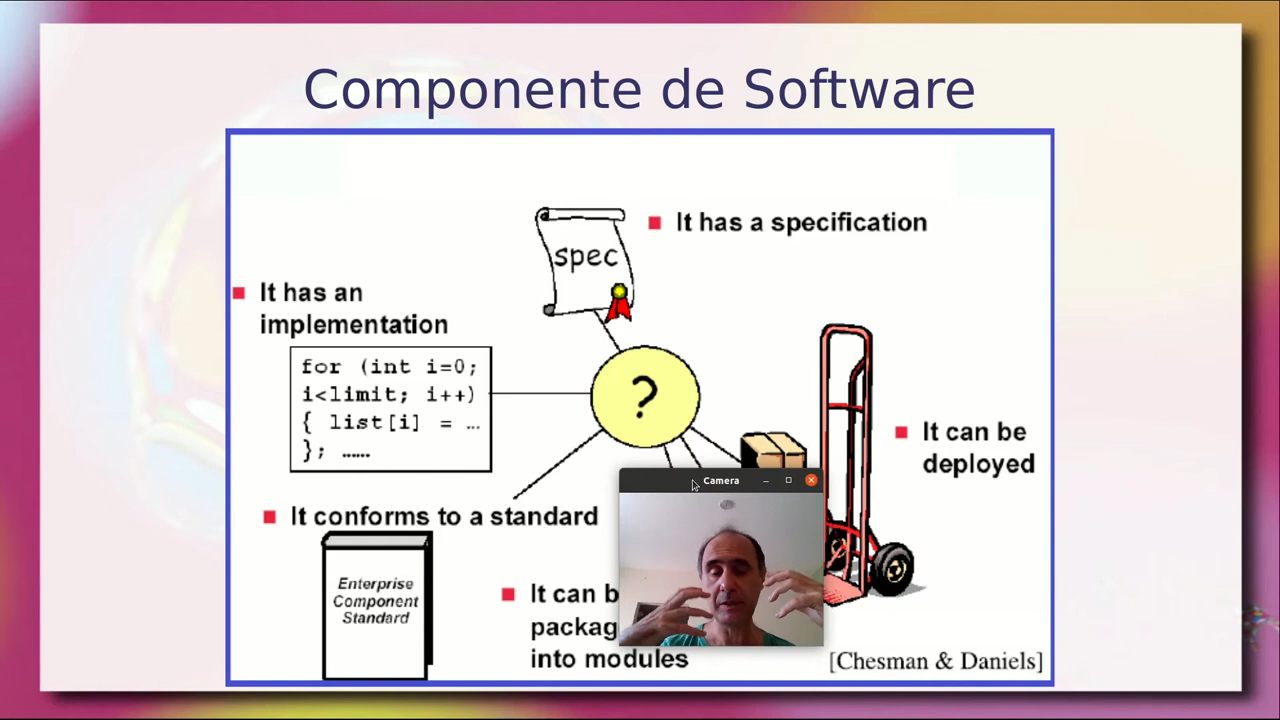 Componente de Software
spec
It has a specification
It has an
implementation
for (int i=0;
i<limit; i++)
{ list[i] = …
}; ……
?
It can be
deployed
It conforms to a standard
Enterprise
Component
Standard
Camera
It can
into modules
[Chesman & Daniels]